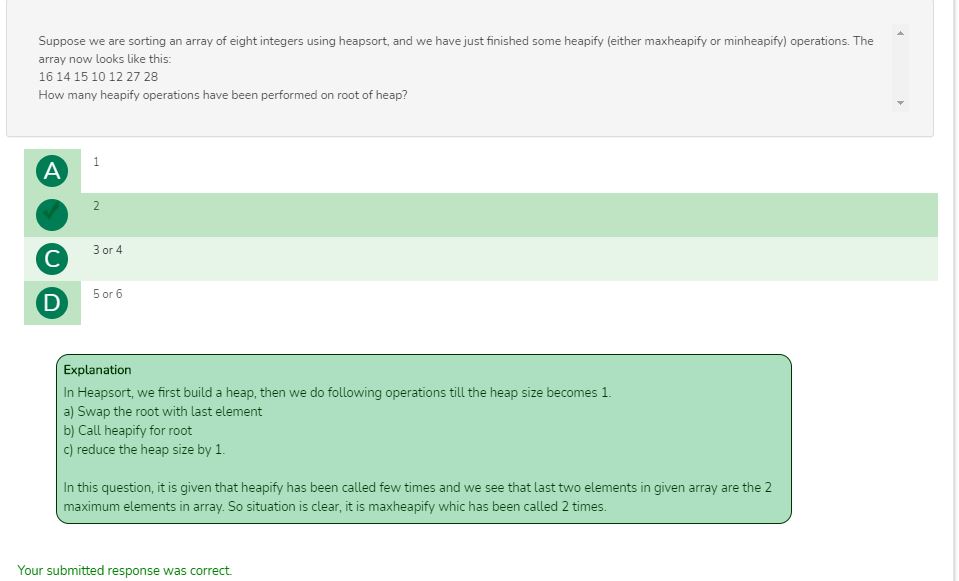 Suppose we are sorting an array of eight integers using heapsort, and we have just finished some heapify (either maxheapify or minheapify) operations. The
array now looks like this:
16 14 15 10 12 27 28
How many heapify operations have been performed on root of heap?
A 1
2
C 3 or 4
D 5 or 6
Explanation
In Heapsort, we first build a heap, then we do following operations till the heap size becomes 1.
a) Swap the root with last element
b) Call heapify for root
c) reduce the heap size by 1.
In this question, it is given that heapify has been called few times and we see that last two elements in given array are the 2
maximum elements in array. So situation is clear, it is maxheapify whic has been called 2 times.
Your submitted response was correct.